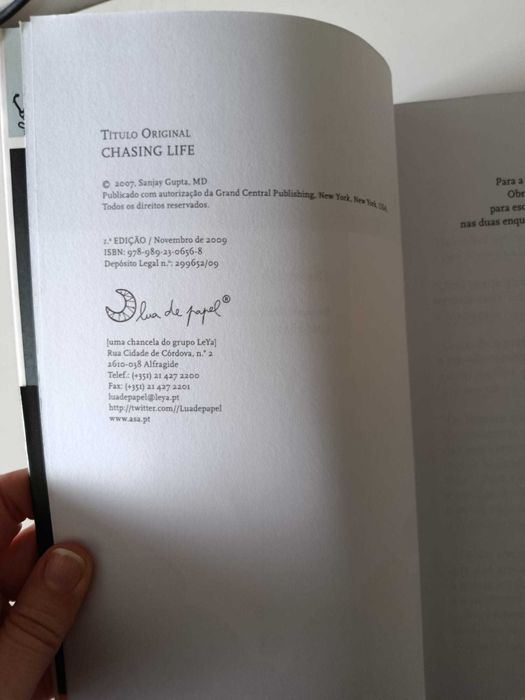 TÍTULO ORIGINAL
CHASING LIFE
© 2007, Sanjay Gupta, MD
Publicado com autorização da Grand Central Publishing, New York, New York, USA.
Todos os direitos reservados.
1.ª EDIÇÃO / Novembro de 2009
ISBN: 978-989-23-0656-8
Depósito Legal n.º: 299652/09
lua de papel®
[uma chancela do grupo LeYa]
Rua Cidade de Córdova, n.º 2
2610-038 Alfragide
Telef.: (+351) 21 427 2200
Fax: (+351) 21 427 2201
luadepapel@leya.pt
http://twitter.com//Luadepapel
www.asa.pt
Para a
Obr
para esc
nas duas enqu